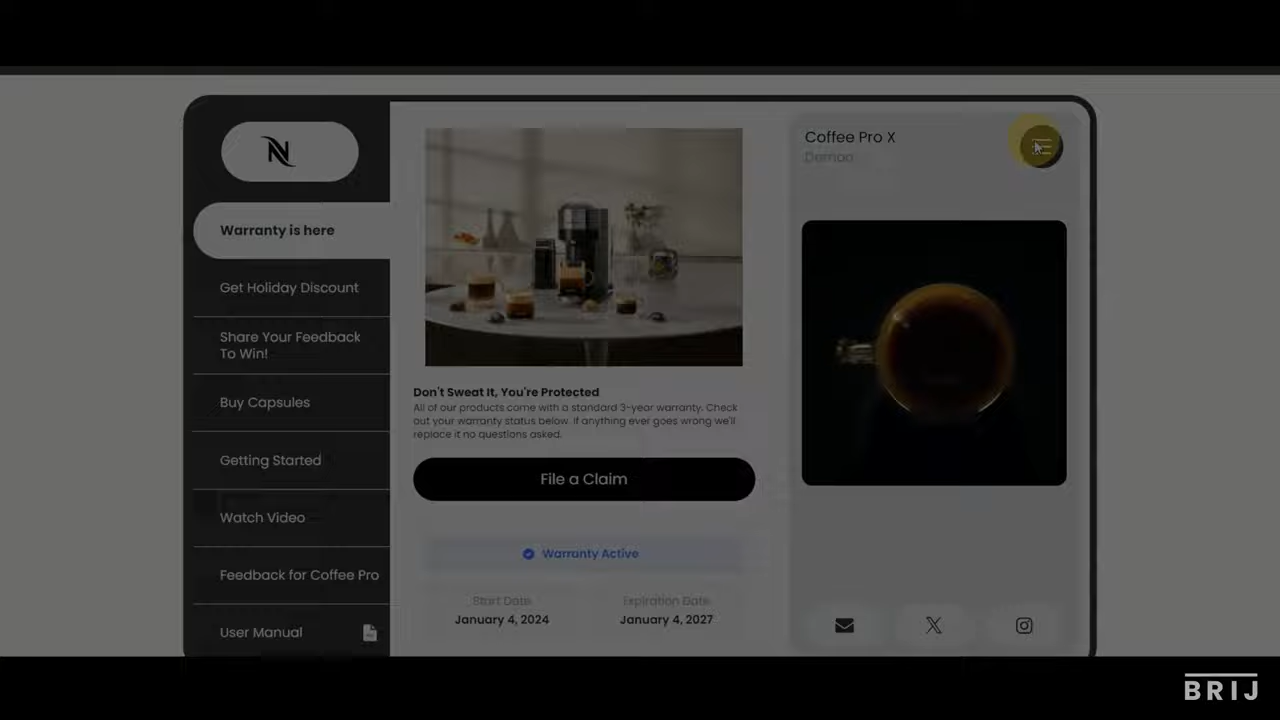 N
Warranty is here
Get Holiday Discount
Share Your Feedback
To Win!
Buy Capsules
Getting Started
Watch Video
Feedback for Coffee Pro
User Manual
Don't Sweat It, You're Protected
All of our products come with a standard 3-year warranty. Check
out your warranty status below. If anything ever goes wrong we'll
replace it no questions asked.
File a Claim
Warranty Active
Start Date
January 4, 2024
Expiration Date
January 4, 2027
Coffee Pro X
BRIJ